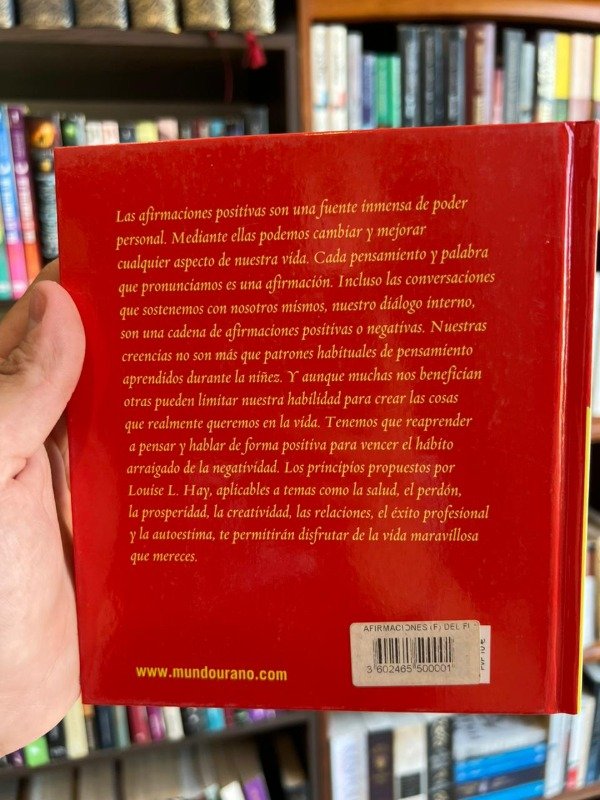 Las afirmaciones positivas son una fuente inmensa de poder
personal. Mediante ellas podemos cambiar y mejorar
cualquier aspecto de nuestra vida. Cada pensamiento y palabra
que pronunciamos es una afirmación. Incluso las conversaciones
que sostenemos con nosotros mismos, nuestro diálogo interno,
son una cadena de afirmaciones positivas o negativas. Nuestras
creencias no son más que patrones habituales de pensamiento
aprendidos durante la niñez. Y aunque muchas nos benefician
otras pueden limitar nuestra habilidad para crear las cosas
que realmente queremos en la vida. Tenemos que reaprender
a pensar y hablar de forma positiva para vencer el hábito
arraigado de la negatividad. Los principios propuestos por
Louise L. Hay, aplicables a temas como la salud, el perdón,
la prosperidad, la creatividad, las relaciones, el éxito profesional
y la autoestima, te permitirán disfrutar de la vida maravillosa
que mereces.
AFIRMACIONES (F) DEL
3 602465 500001
www.mundourano.com